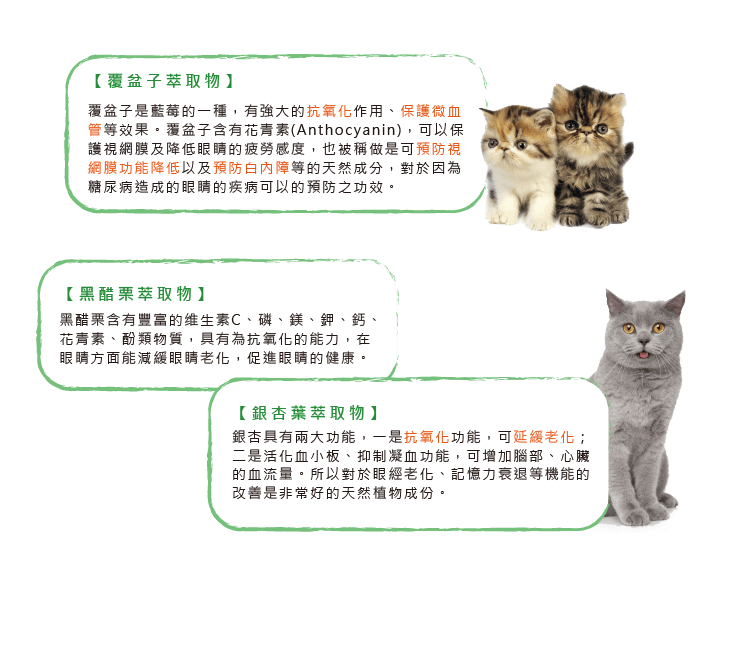 【覆盆子萃取物】
覆盆子是藍莓的一種，有強大的抗氧化作用、保護微血
管等效果。覆盆子含有花青素(Anthocyanin)，可以保
護視網膜及降低眼睛的疲勞感度，也被稱做是可預防視
網膜功能降低以及預防白內障等的天然成分，對於因為
糖尿病造成的眼睛的疾病可以的預防之功效。
【黑醋栗萃取物】
黑醋栗含有豐富的维生素C、磷、鎂、鉀、鈣、
花青素、酚類物質，具有為抗氧化的能力，在
眼睛方面能減緩眼睛老化，促進眼睛的健康。
【銀杏葉萃取物】
銀杏具有兩大功能，一是抗氧化功能，可延緩老化；
二是活化血小板、抑制凝血功能，可增加腦部、心臟
的血流量。所以對於眼經老化、記憶力衰退等機能的
改善是非常好的天然植物成份。